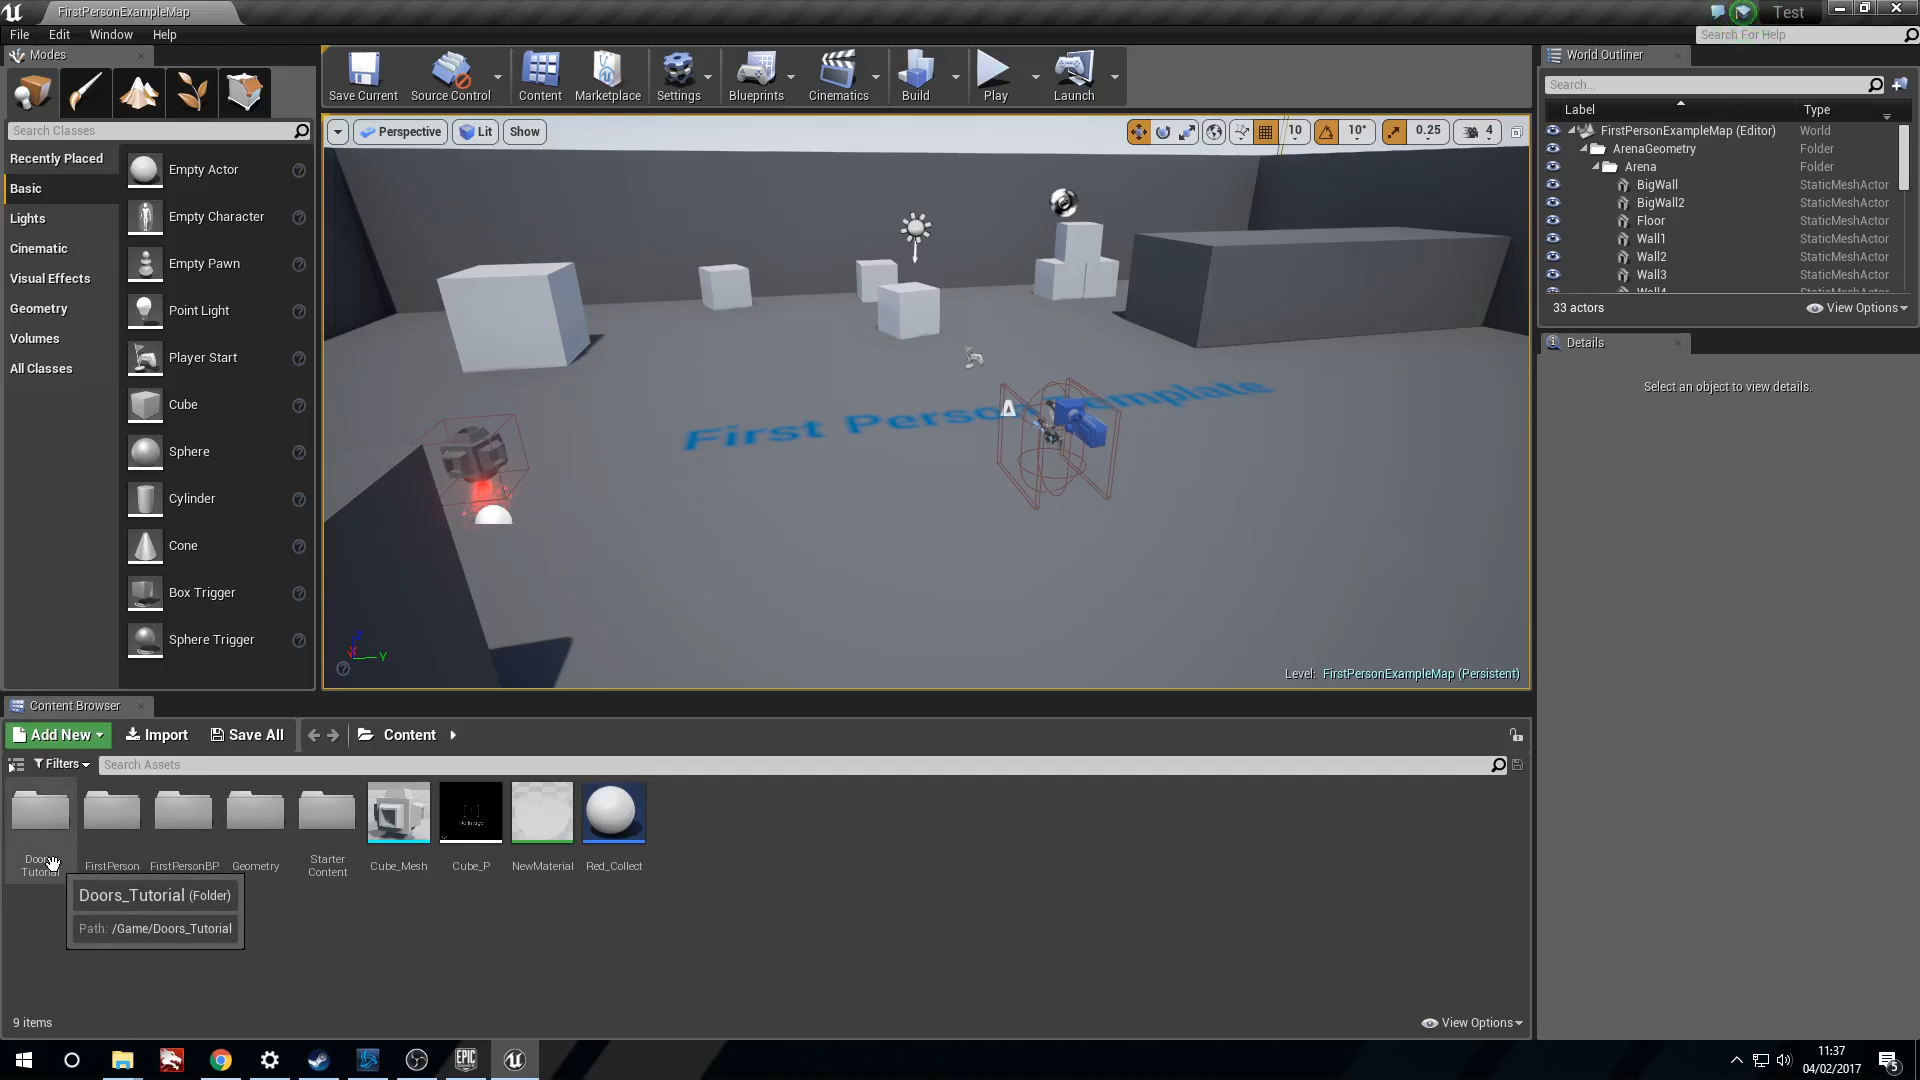 FirstPersonExampleMap
Test
File Edit Window Help
Search For Help
Modes
Search Classes
Recently Placed
Basic
Lights
Cinematic
Visual Effects
Geometry
Volumes
All Classes
Empty Actor
Empty Character
Empty Pawn
Point Light
Player Start
Cube
Sphere
Cylinder
Cone
Box Trigger
Sphere Trigger
Save Current Source Control Content Marketplace Settings Blueprints Cinematics Build Play Launch
Perspective Lit Show
10 10° 0.25 4
First Person Template
Y
Level: FirstPersonExampleMap (Persistent)
World Outliner
Search...
Label Type
FirstPersonExampleMap (Editor) World
ArenaGeometry Folder
Arena Folder
BigWall StaticMeshActor
BigWall2 StaticMeshActor
Floor StaticMeshActor
Wall1 StaticMeshActor
Wall2 StaticMeshActor
Wall3 StaticMeshActor
Wall4 StaticMeshActor
33 actors View Options
Details
Select an object to view details.
Content Browser
Add New Import Save All Content
Filters Search Assets
Tutorial
FirstPerson
FirstPersonBP
Geometry
Starter
Content
Cube_Mesh
Cube_P
NewMaterial
Red_Collect
Doors_Tutorial (Folder)
Path: /Game/Doors_Tutorial
9 items View Options
EPIC
11:37
04/02/2017
5